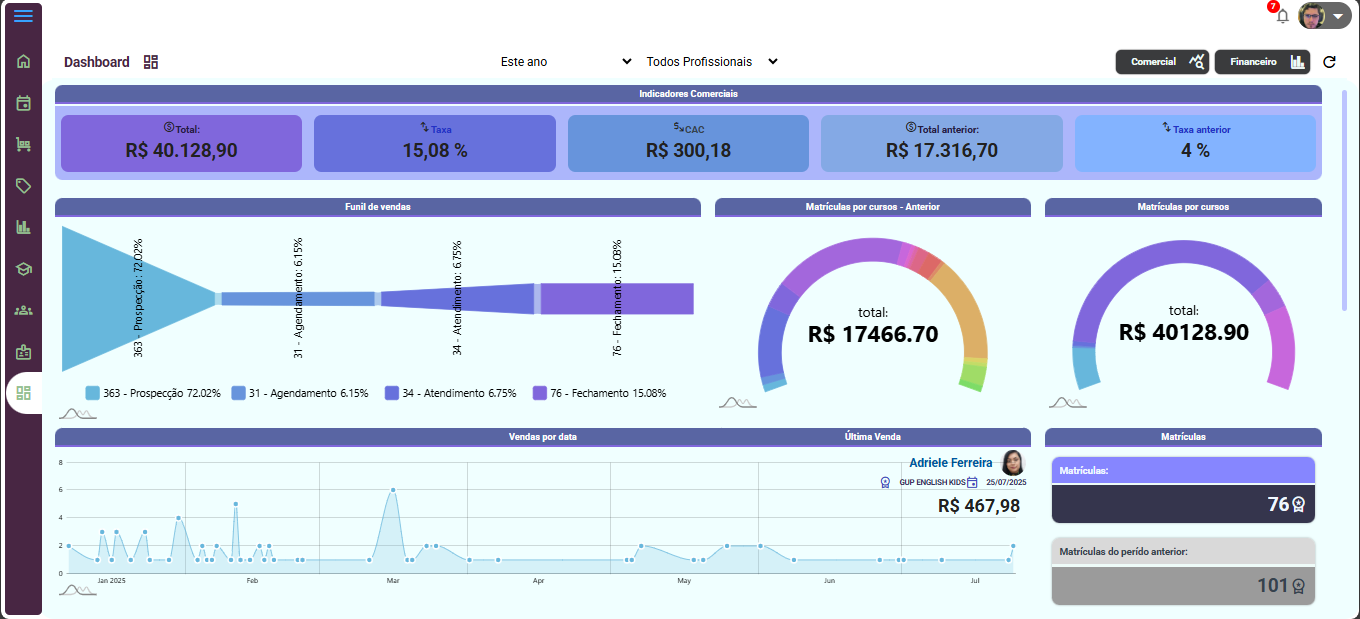 7
Dashboard
Este ano
Todos Profissionais
Comercial
Financeiro
Indicadores Comerciais
Total:
R$ 40.128,90
Taxa
15,08 %
CAC
R$ 300,18
Total anterior:
R$ 17.316,70
Taxa anterior
4 %
Funil de vendas
363 - Prospecção : 72.02%
31 - Agendamento: 6.15%
34 - Atendimento: 6.75%
76 - Fechamento: 15.08%
363 - Prospecção 72.02%
31 - Agendamento 6.15%
34 - Atendimento 6.75%
76 - Fechamento 15.08%
Matrículas por cursos - Anterior
total:
R$ 17466.70
Matrículas por cursos
total:
R$ 40128.90
Vendas por data
Última Venda
Adriele Ferreira
GUP ENGLISH KIDS
25/07/2025
R$ 467,98
8
6
4
2
0
Jan 2025
Feb
Mar
Apr
May
Jun
Jul
Matrículas
Matrículas:
76
Matrículas do perído anterior:
101